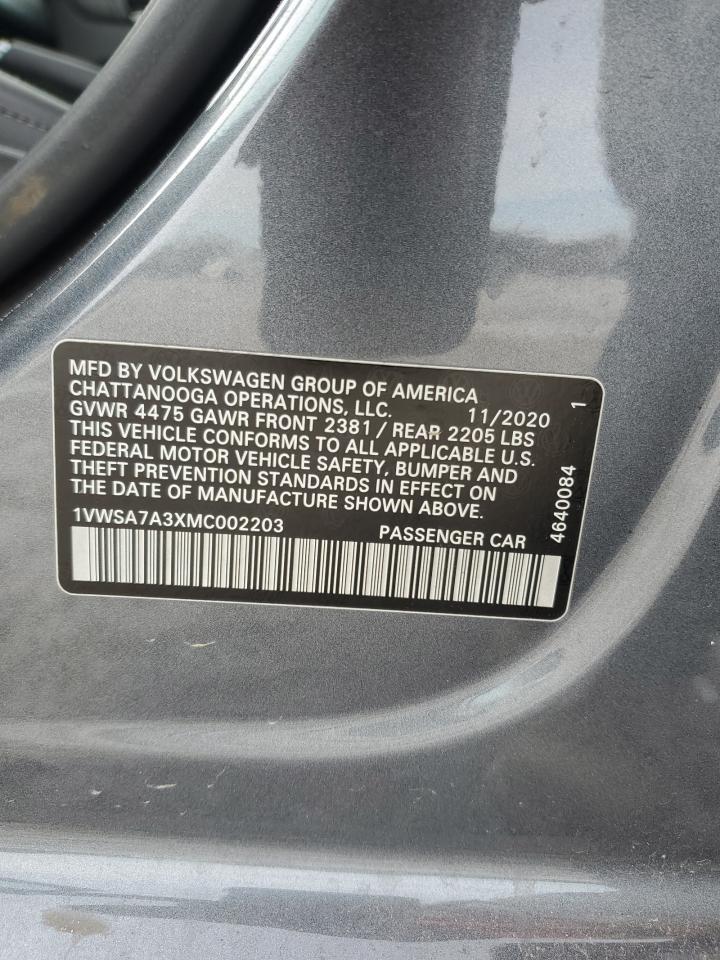 MFD BY VOLKSWAGEN GROUP OF AMERICA
CHATTANOOGA OPERATIONS, LLC. 11/2020
GVWR 4475 GAWR FRONT 2381 / REAR 2205 LBS
THIS VEHICLE CONFORMS TO ALL APPLICABLE U.S.
FEDERAL MOTOR VEHICLE SAFETY, BUMPER AND
THEFT PREVENTION STANDARDS IN EFFECT ON
THE DATE OF MANUFACTURE SHOWN ABOVE.
1VWSA7A3XMC002203 PASSENGER CAR
4640084 1